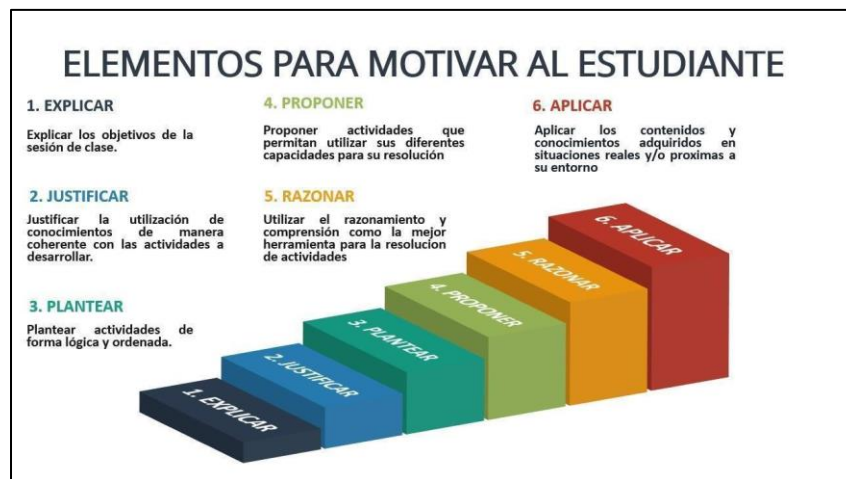 ELEMENTOS PARA MOTIVAR AL ESTUDIANTE
1. EXPLICAR
Explicar los objetivos de la
sesión de clase.
2. JUSTIFICAR
Justificar la utilización de
conocimientos de manera
coherente con las actividades a
desarrollar.
3. PLANTEAR
Plantear actividades de
forma lógica y ordenada.
4. PROPONER
Proponer actividades que
permitan utilizar sus diferentes
capacidades para su resolución
5. RAZONAR
Utilizar el razonamiento y
comprensión como la mejor
herramienta para la resolucion
de actividades
6. APLICAR
Aplicar los contenidos y
conocimientos adquiridos en
situaciones reales y/o proximas a
su entorno
1. EXPLICAR
2. JUSTIFICAR
3. PLANTEAR
4. PROPONER
5. RAZONAR
6. APLICAR